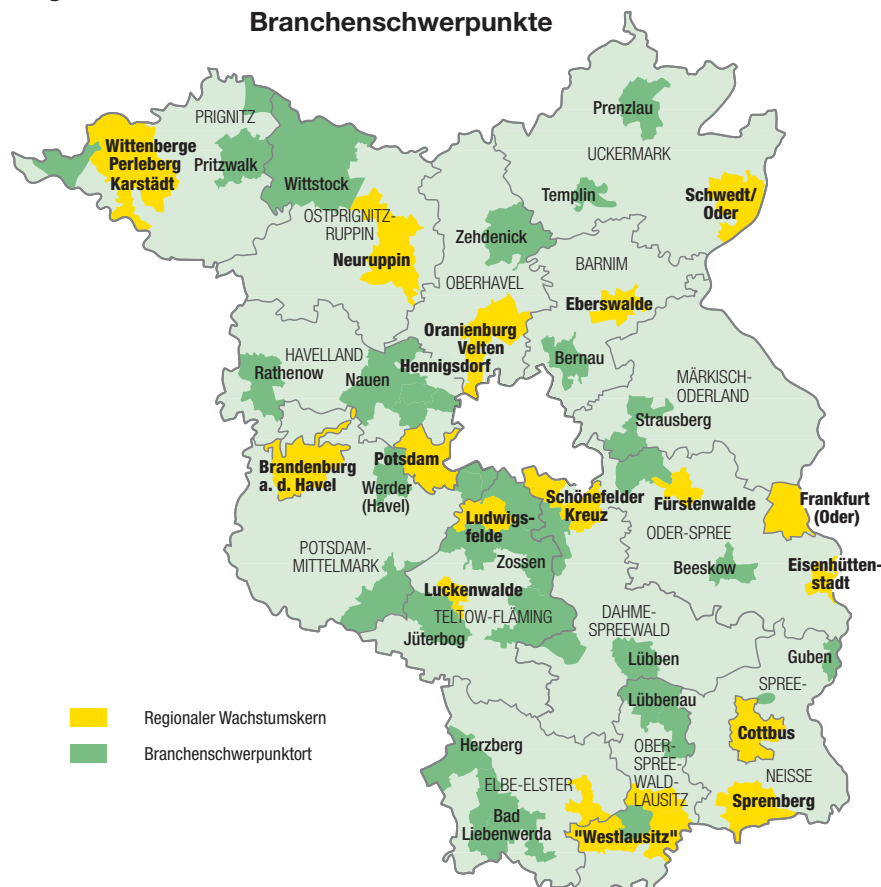 Branchenschwerpunkte
PRIGNITZ
Wittenberge
Perleberg
Karstädt
Pritzwalk
Wittstock
OSTPRIGNITZ-
RUPPIN
Neuruppin
Prenzlau
UCKERMARK
Templin
Schwedt/
Oder
Zehdenick
OBERHAVEL
BARNIM
Eberswalde
Oranienburg
Velten
Hennigsdorf
Bernau
HAVELLAND
Rathenow
Nauen
MÄRKISCH-
ODERLAND
Strausberg
Brandenburg
a. d. Havel
Potsdam
Werder
(Havel)
Schönefelder
Kreuz
Fürstenwalde
Frankfurt
(Oder)
Ludwigs-
felde
ODER-SPREE
Zossen
Beeskow
Eisenhütten-
stadt
POTSDAM-
MITTELMARK
Luckenwalde
TELTOW-FLÄMING
Jüterbog
DAHME-
SPREEWALD
Lübben
Guben
SPREE-
Lübbenau
Cottbus
Regionaler Wachstumskern
Branchenschwerpunktort
Herzberg
OBER-
SPREE-
WALD-
LAUSITZ
ELBE-ELSTER
NEISSE
Spremberg
Bad
Liebenwerda
"Westlausitz"